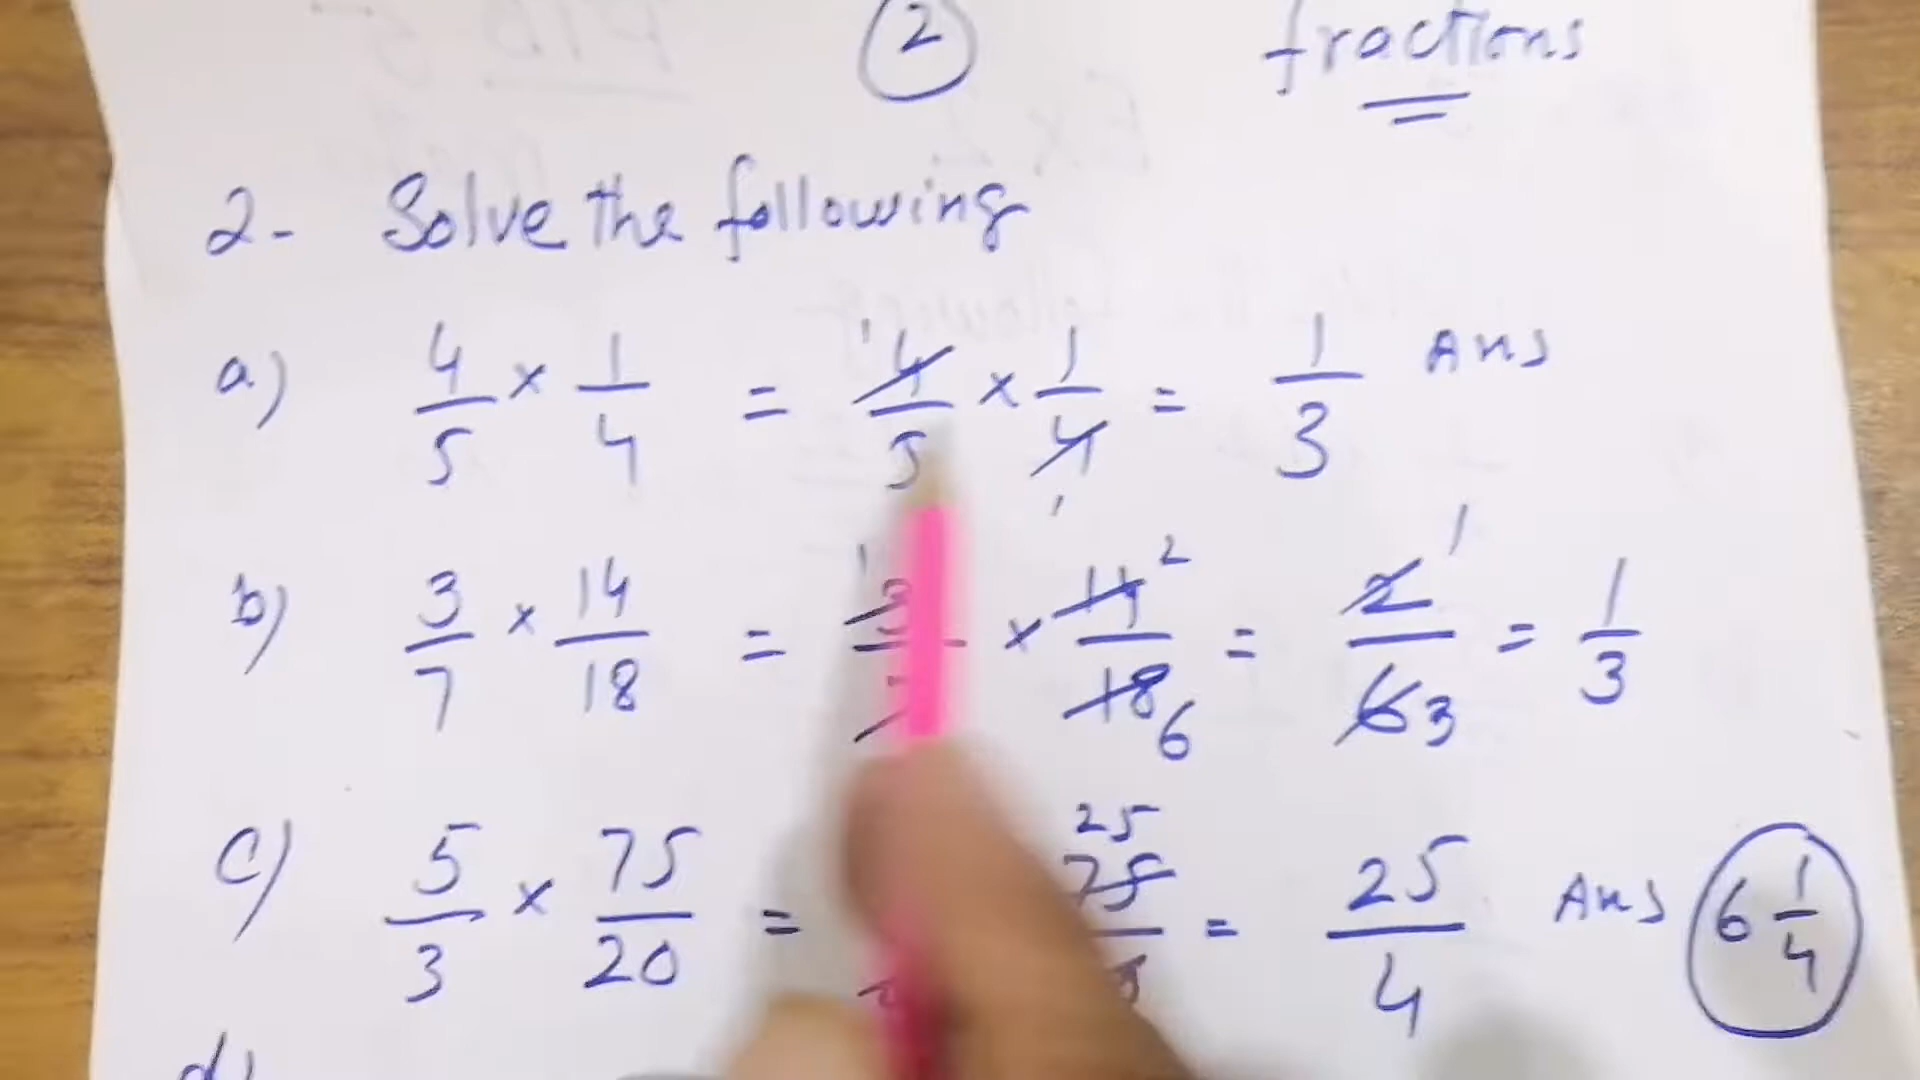 2 fractions
2- Solve the following
a) 4/5 × 1/4 = 4/5 × 1/4 = 1/3 Ans
b) 3/7 × 14/18 = × 14/18 = 2/6 = 1/3
c) 5/3 × 75/20 = 75 = 25/4 Ans 6 1/4